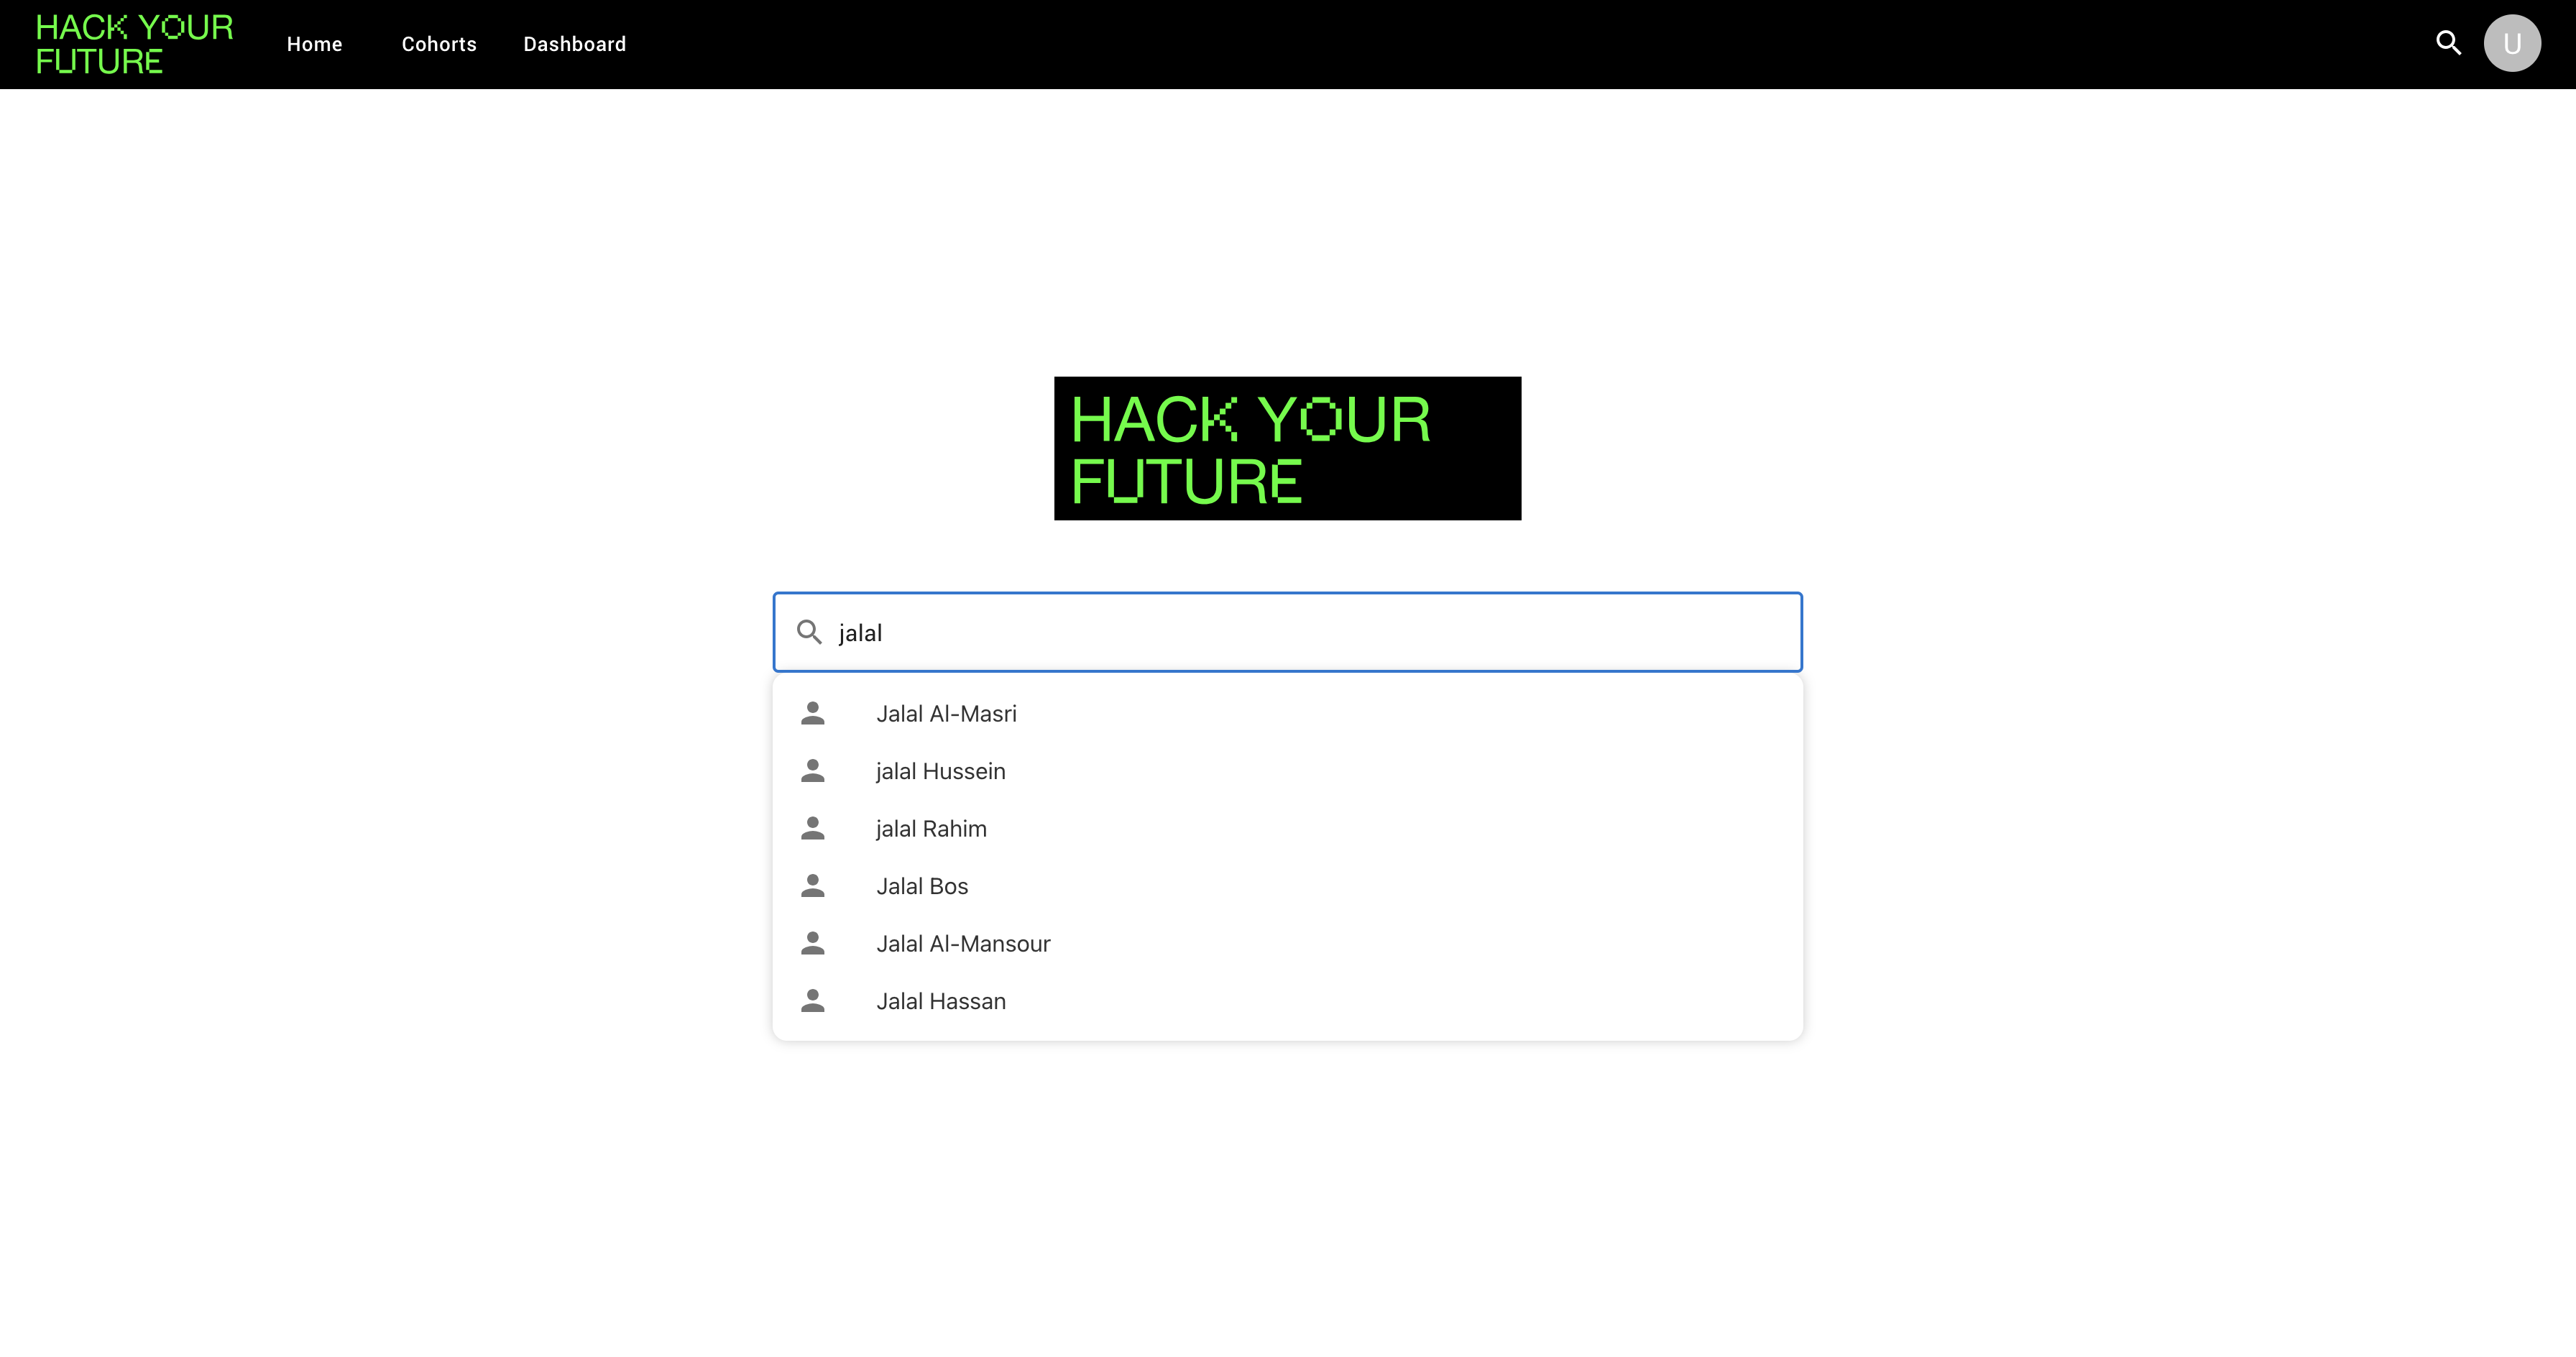 HACK YOUR
FUTURE
Home Cohorts Dashboard
U
HACK YOUR
FUTURE
jalal
Jalal Al-Masri
jalal Hussein
jalal Rahim
Jalal Bos
Jalal Al-Mansour
Jalal Hassan